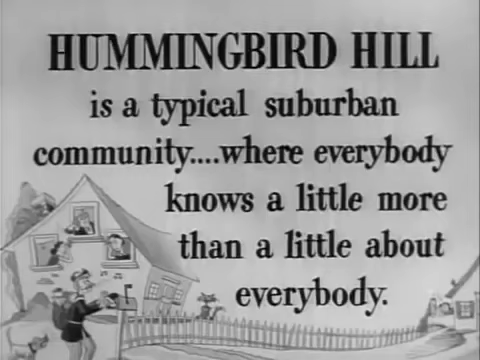 HUMMINGBIRD HILL
is a typical suburban
community....where everybody
knows a little more
than a little about
everybody.